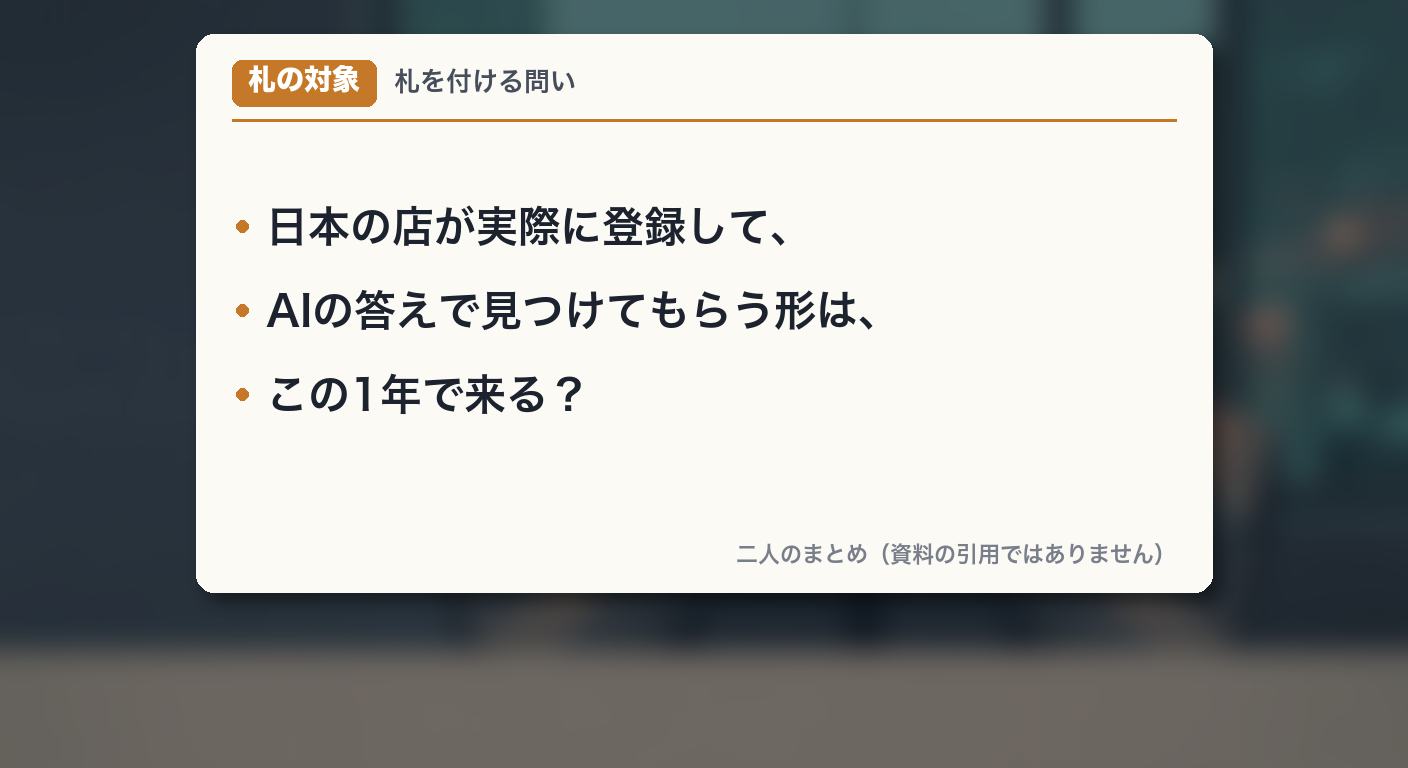 札の対象 札を付ける問い
• 日本の店が実際に登録して、
• AIの答えで見つけてもらう形は、
• この1年で来る？
二人のまとめ（資料の引用ではありません）